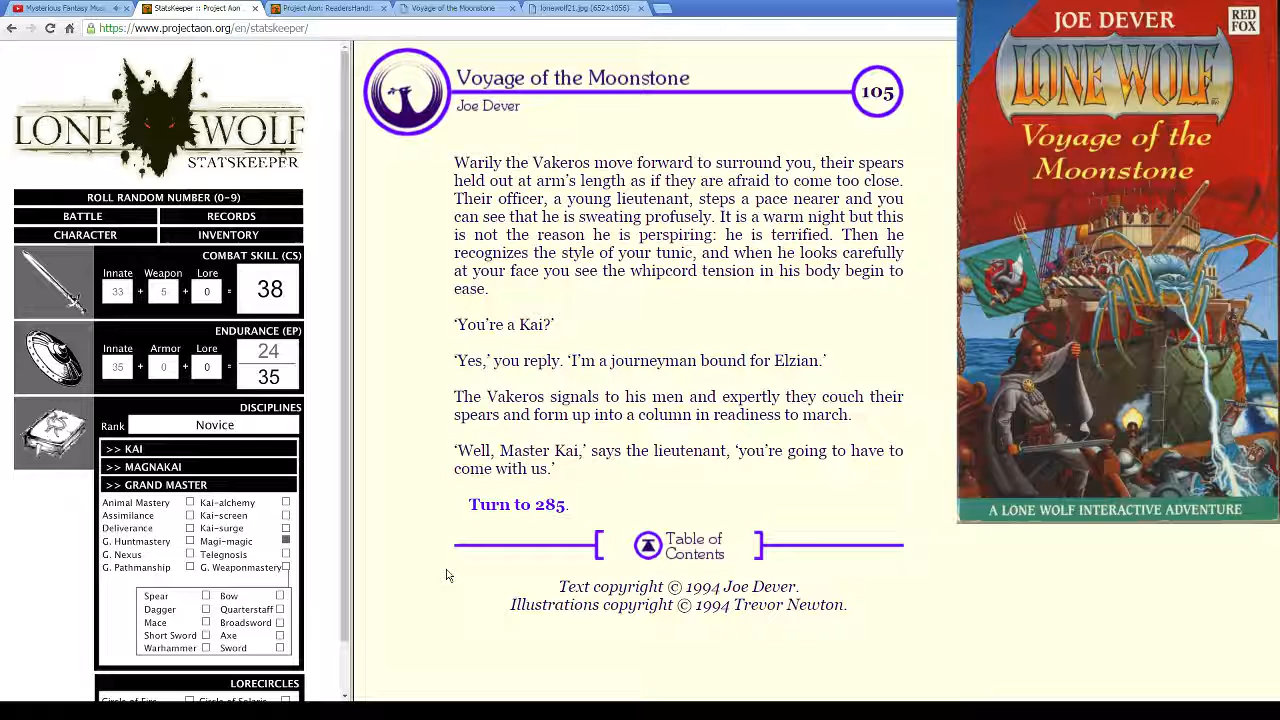 Mysterious Fantasy Mus
StatsKeeper :: Project Aon
Project Aon: ReadersHand
Voyage of the Moonstone
lonewolf21.jpg (652×1056)
https://www.projectaon.org/en/statskeeper/
LONE WOLF
STATSKEEPER
ROLL RANDOM NUMBER (0-9)
BATTLE
RECORDS
CHARACTER
INVENTORY
COMBAT SKILL (CS)
Innate Weapon Lore
33 + 5 + 0 = 38
ENDURANCE (EP)
Innate Armor Lore
35 + 0 + 0 =
24
35
DISCIPLINES
Rank Novice
>> KAI
>> MAGNAKAI
>> GRAND MASTER
Animal Mastery Kai-alchemy
Assimilance Kai-screen
Deliverance Kai-surge
G. Huntmastery Magi-magic
G. Nexus Telegnosis
G. Pathmanship G. Weaponmastery
Spear Bow
Dagger Quarterstaff
Mace Broadsword
Short Sword Axe
Warhammer Sword
LORECIRCLES
Circle of Fire Circle of Solaris
Voyage of the Moonstone
105
Joe Dever
Warily the Vakeros move forward to surround you, their spears
held out at arm’s length as if they are afraid to come too close.
Their officer, a young lieutenant, steps a pace nearer and you
can see that he is sweating profusely. It is a warm night but this
is not the reason he is perspiring: he is terrified. Then he
recognizes the style of your tunic, and when he looks carefully
at your face you see the whipcord tension in his body begin to
ease.
‘You’re a Kai?’
‘Yes,’ you reply. ‘I’m a journeyman bound for Elzian.’
The Vakeros signals to his men and expertly they couch their
spears and form up into a column in readiness to march.
‘Well, Master Kai,’ says the lieutenant, ‘you’re going to have to
come with us.’
Turn to 285.
Table of
Contents
Text copyright © 1994 Joe Dever.
Illustrations copyright © 1994 Trevor Newton.
JOE DEVER
RED
FOX
LONE WOLF
Voyage of the
Moonstone
A LONE WOLF INTERACTIVE ADVENTURE